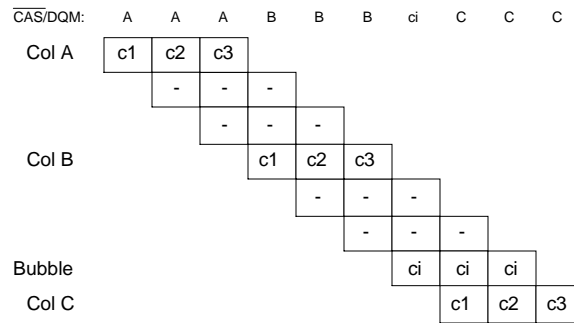 CAS/DQM: A A A B B B ci C C C
Col A c1 c2 c3
- - -
- - -
Col B c1 c2 c3
- - -
- - -
Bubble ci ci ci
Col C c1 c2 c3